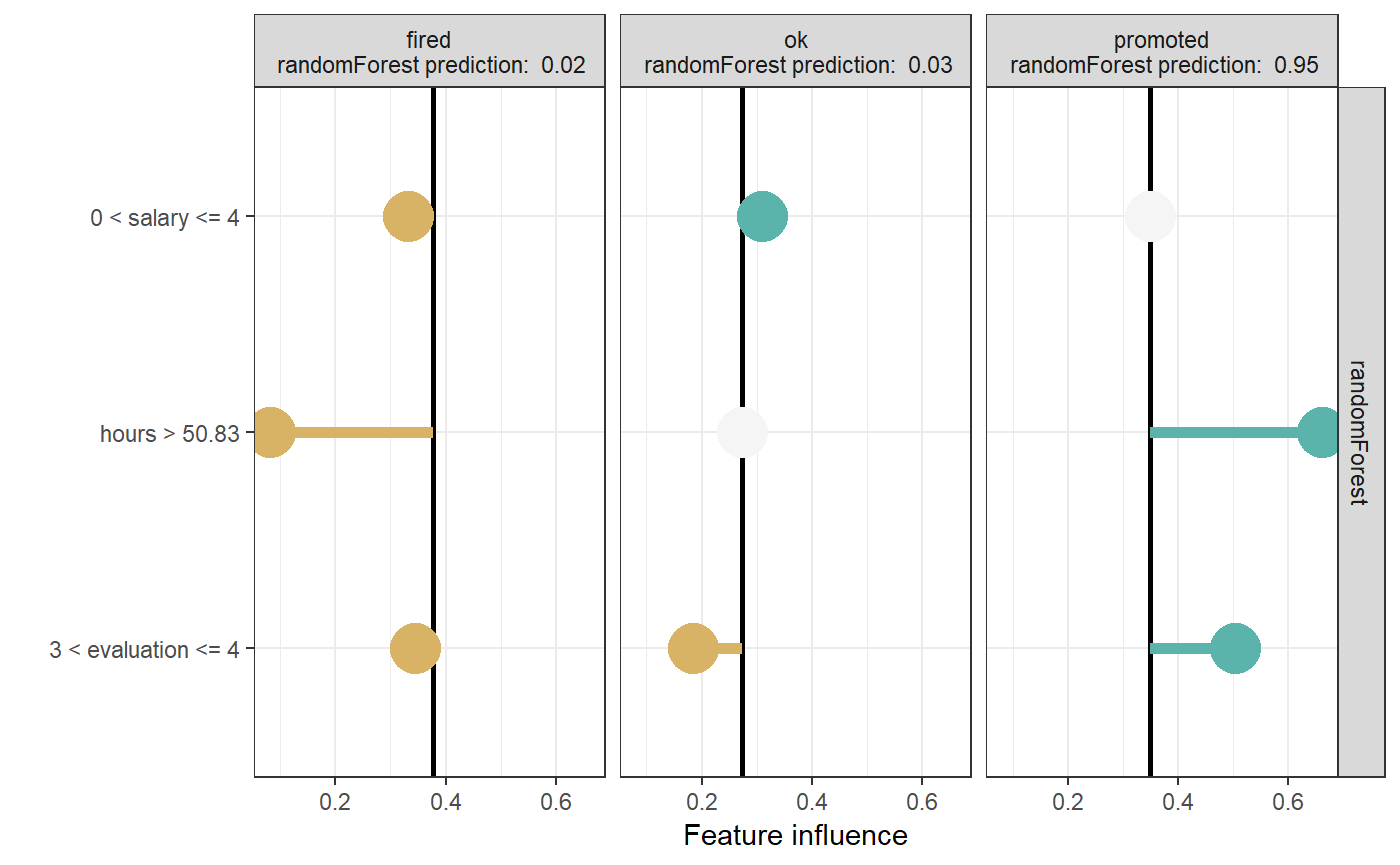 fired
randomForest prediction:  0.02
ok
randomForest prediction:  0.03
promoted
randomForest prediction:  0.95
randomForest
0 < salary <= 4
hours > 50.83
3 < evaluation <= 4
0.2 0.4 0.6
0.2 0.4 0.6
0.2 0.4 0.6
Feature influence